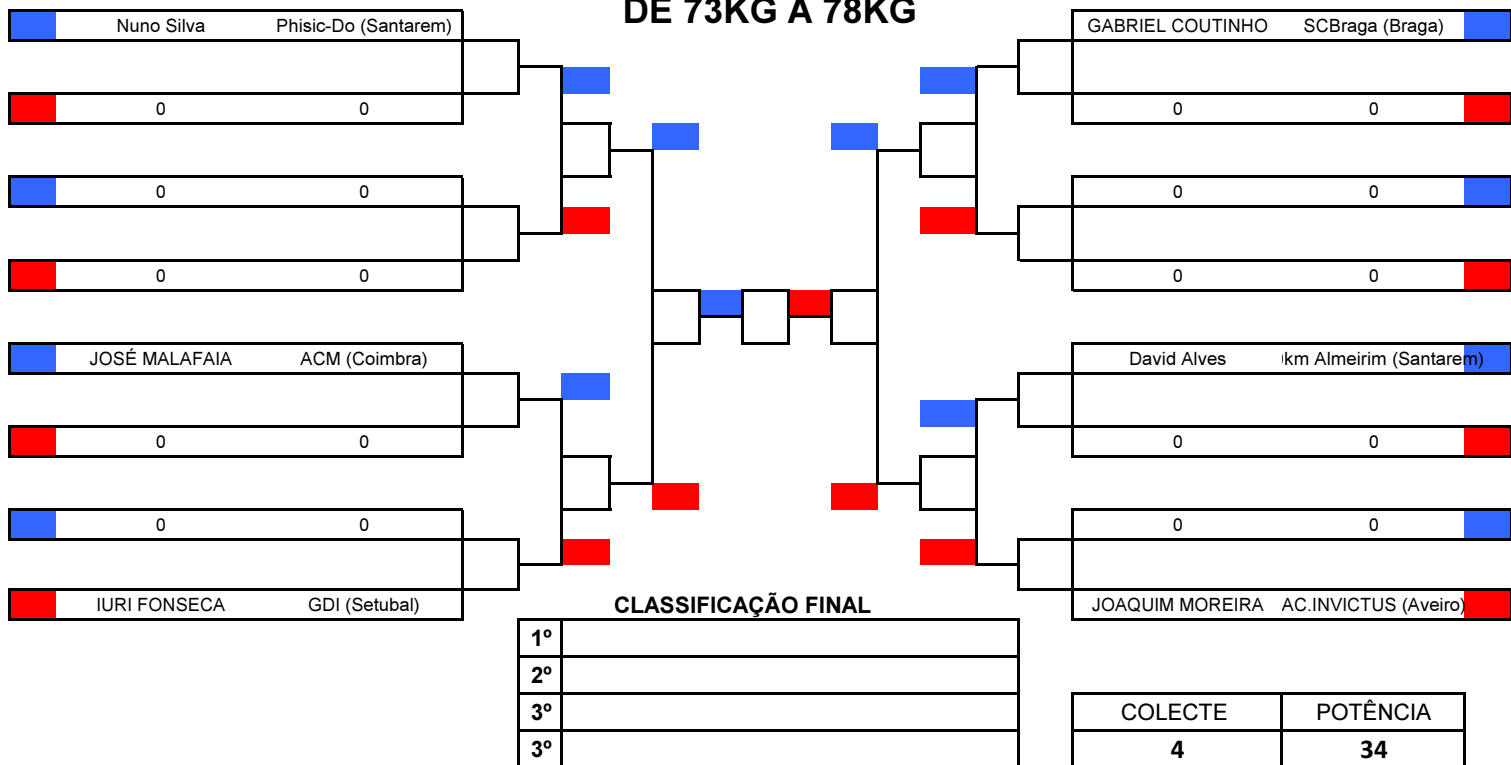 DE 73KG A 78KG
Nuno Silva Phisic-Do (Santarem)
0 0
0 0
0 0
JOSÉ MALAFAIA ACM (Coimbra)
0 0
0 0
IURI FONSECA GDI (Setubal)
GABRIEL COUTINHO SCBraga (Braga)
0 0
0 0
0 0
David Alves km Almeirim (Santarem)
0 0
0 0
JOAQUIM MOREIRA AC.INVICTUS (Aveiro)
CLASSIFICAÇÃO FINAL
1º
2º
3º
3º
COLECTE POTÊNCIA
4 34